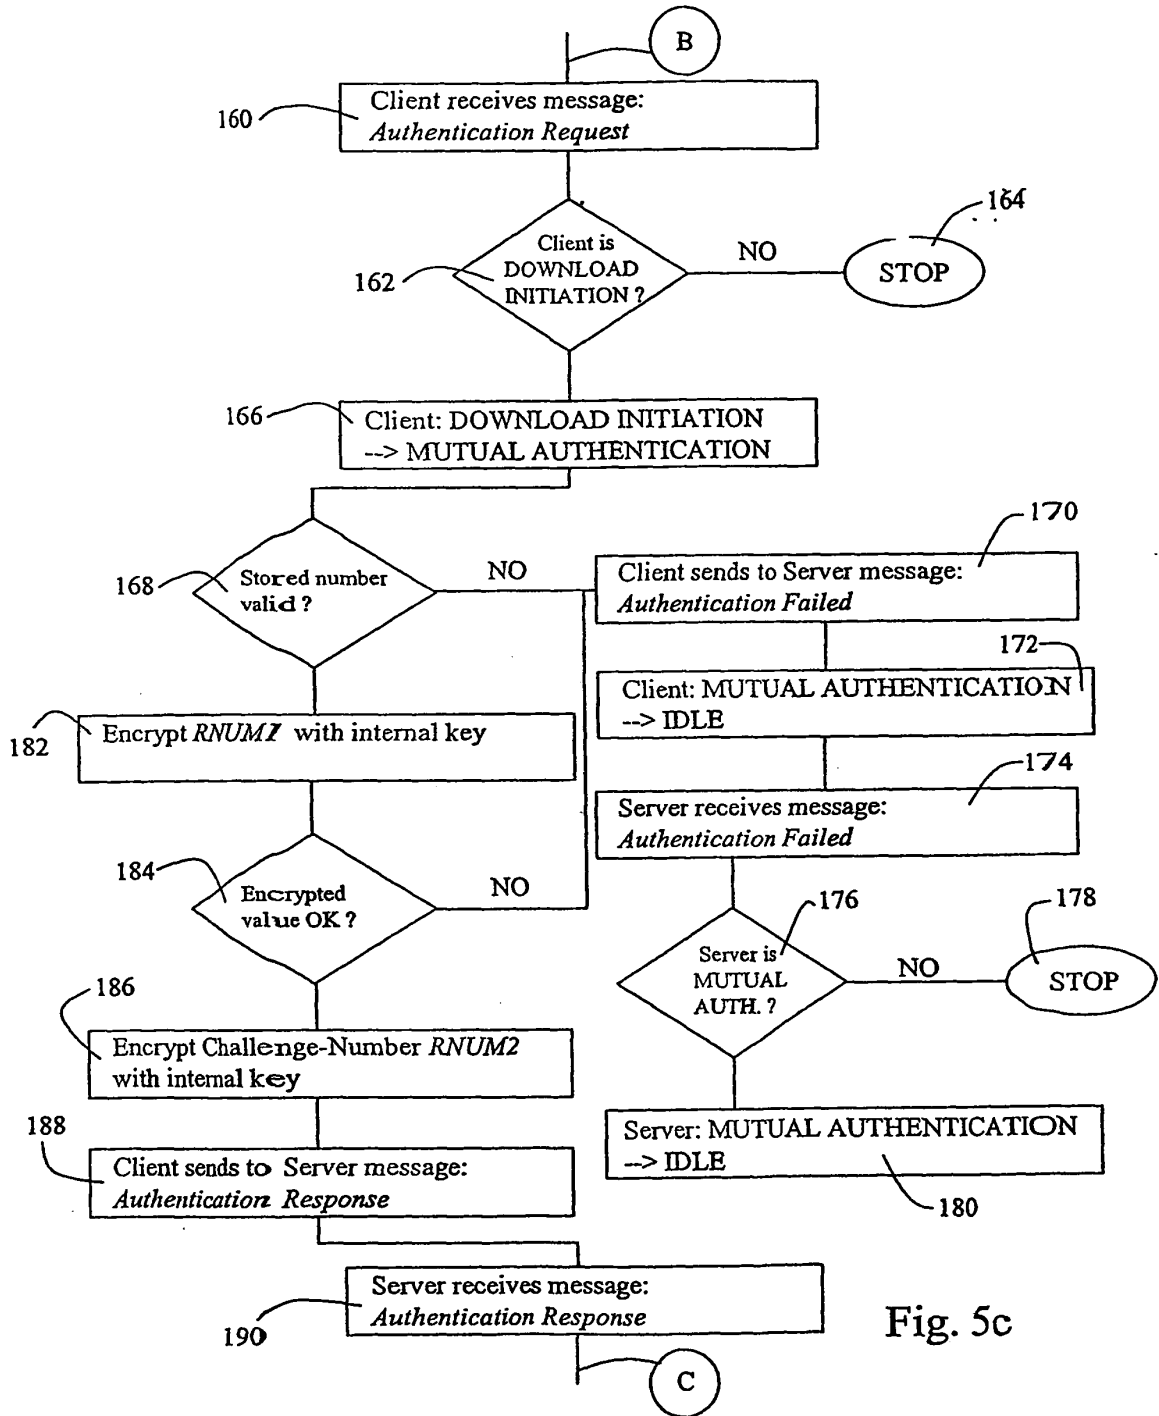 B
160
Client receives message:
Authentication Request
164
162
Client is
DOWNLOAD
INITIATION ?
NO
STOP
166
Client: DOWNLOAD INITIATION
--> MUTUAL AUTHENTICATION
168
Stored number
valid ?
NO
170
Client sends to Server message:
Authentication Failed
172
Client: MUTUAL AUTHENTICATION
--> IDLE
182
Encrypt RNUM1 with internal key
174
Server receives message:
Authentication Failed
184
Encrypted
value OK ?
NO
176
Server is
MUTUAL
AUTH. ?
NO
178
STOP
186
Encrypt Challenge-Number RNUM2
with internal key
188
Client sends to Server message:
Authentication Response
Server: MUTUAL AUTHENTICATION
--> IDLE
180
190
Server receives message:
Authentication Response
C
Fig. 5c